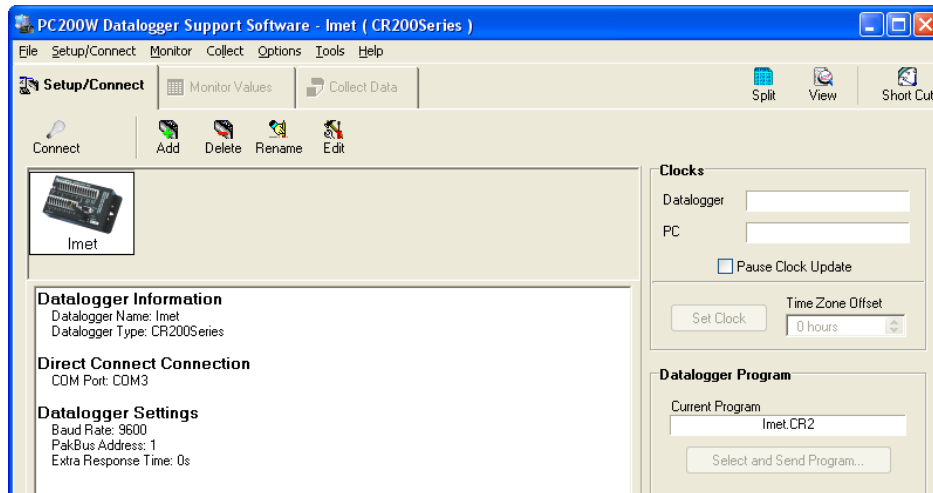 PC200W Datalogger Support Software - Imet ( CR200Series )
File Setup/Connect Monitor Collect Options Tools Help
Setup/Connect Monitor Values Collect Data Split View Short Cut
Connect Add Delete Rename Edit
Imet
Clocks
Datalogger
PC
Pause Clock Update
Set Clock
Time Zone Offset
0 hours
Datalogger Information
Datalogger Name: Imet
Datalogger Type: CR200Series
Direct Connect Connection
COM Port: COM3
Datalogger Settings
Baud Rate: 9600
PakBus Address: 1
Extra Response Time: 0s
Datalogger Program
Current Program
Imet.CR2
Select and Send Program...